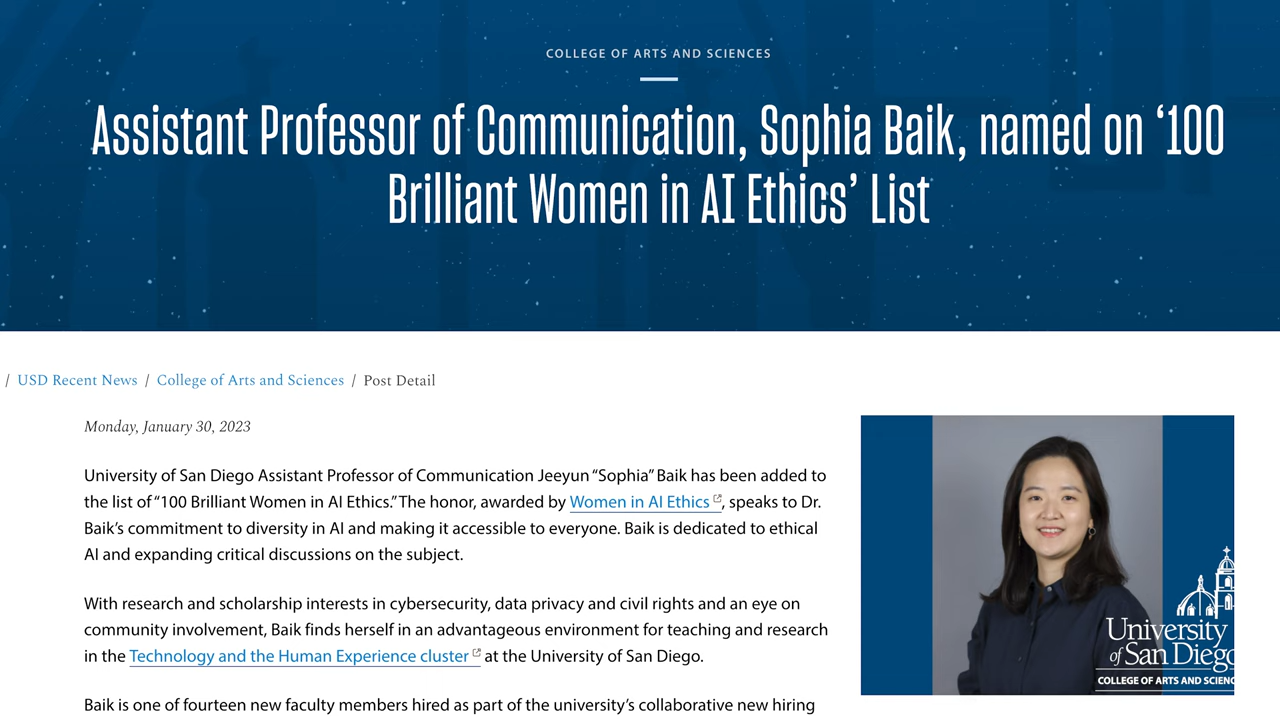 COLLEGE OF ARTS AND SCIENCES
Assistant Professor of Communication, Sophia Baik, named on ‘100
Brilliant Women in AI Ethics’ List
/ USD Recent News / College of Arts and Sciences / Post Detail
Monday, January 30, 2023
University of San Diego Assistant Professor of Communication Jeeyun “Sophia” Baik has been added to
the list of “100 Brilliant Women in AI Ethics.” The honor, awarded by Women in AI Ethics, speaks to Dr.
Baik’s commitment to diversity in AI and making it accessible to everyone. Baik is dedicated to ethical
AI and expanding critical discussions on the subject.
With research and scholarship interests in cybersecurity, data privacy and civil rights and an eye on
community involvement, Baik finds herself in an advantageous environment for teaching and research
in the Technology and the Human Experience cluster at the University of San Diego.
Baik is one of fourteen new faculty members hired as part of the university’s collaborative new hiring
University
of San Diego
COLLEGE OF ARTS AND SCIENC